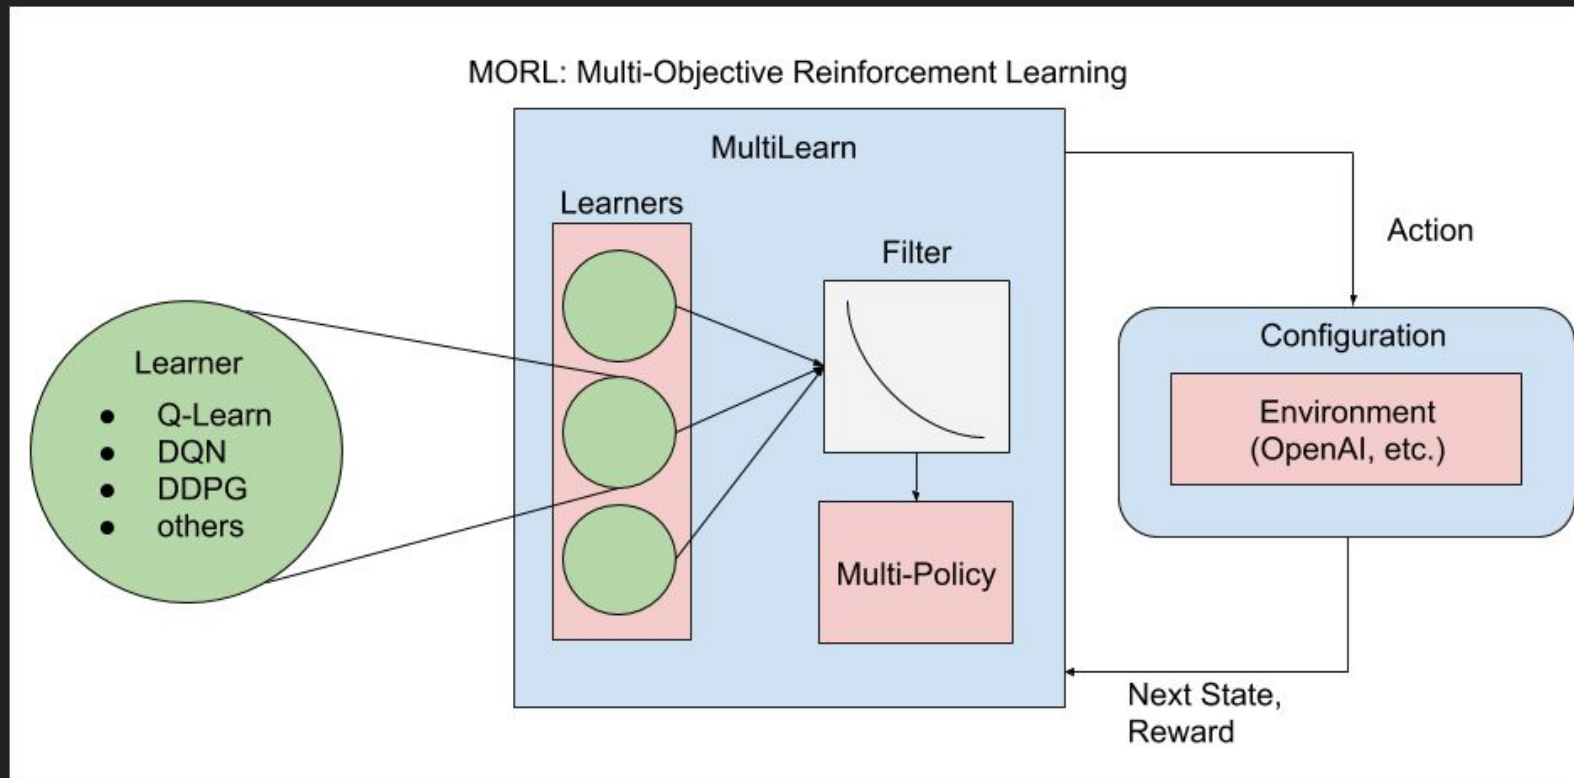 MORL: Multi-Objective Reinforcement Learning
MultiLearn
Learners
Filter
Multi-Policy
Learner
● Q-Learn
● DQN
● DDPG
● others
Action
Configuration
Environment
(OpenAI, etc.)
Next State,
Reward